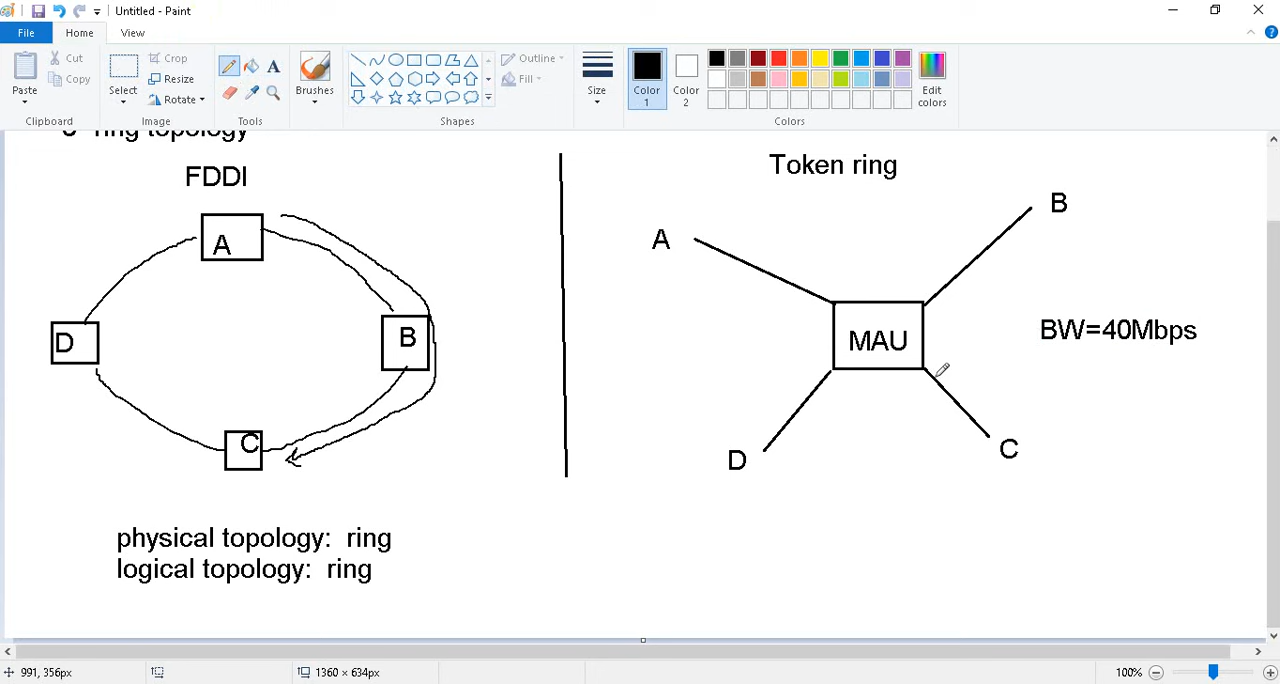 Untitled - Paint
File Home View
Paste
Cut
Copy
Clipboard
Select
Crop
Resize
Rotate
Image
A
Tools
Brushes
Shapes
Outline
Fill
Size
Color 1
Color 2
Edit colors
Colors
ring topology
FDDI
A
B
C
D
physical topology: ring
logical topology: ring
Token ring
A
B
MAU
BW=40Mbps
D
C
991, 356px
1360 × 634px
100%